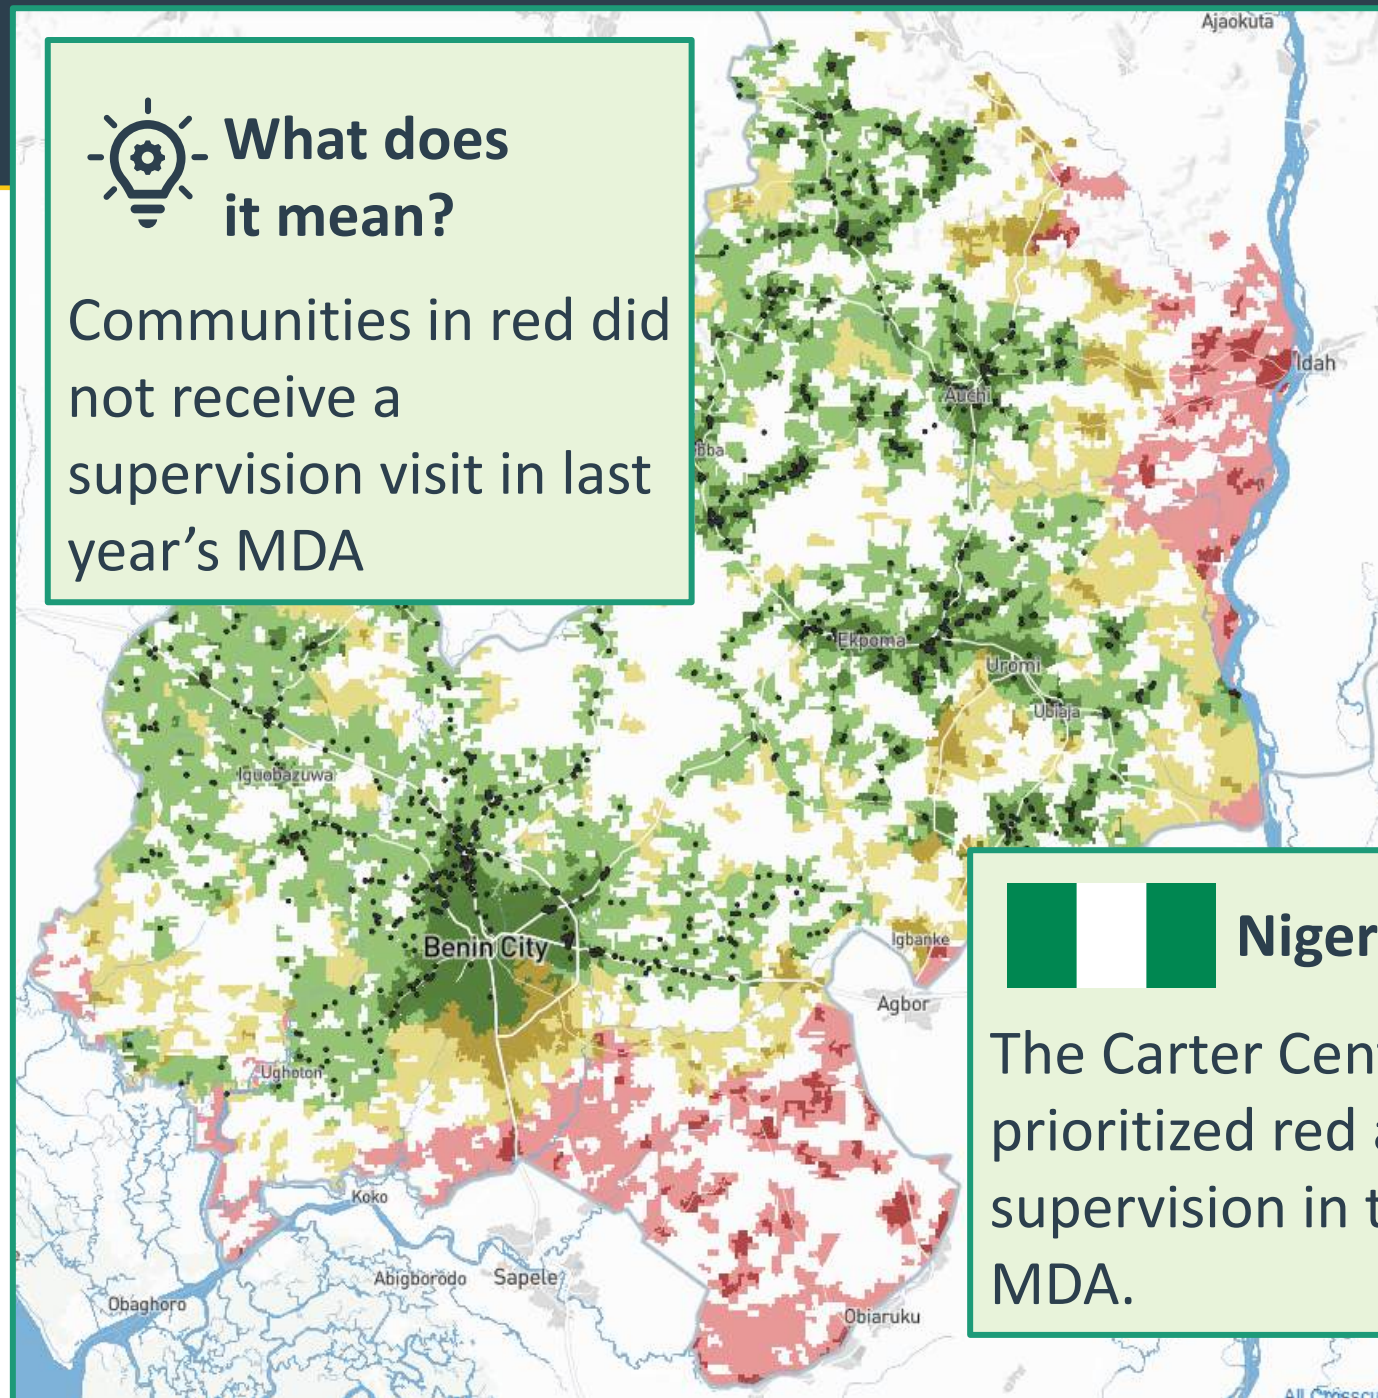 Ajaokuta
What does
it mean?
Communities in red did
not receive a
supervision visit in last
year’s MDA
Idah
Auchi
bba
Ekpoma
Uromi
Ubiaja
Iguobazuwa
Benin City
Igbanke
Agbor
Ughoton
Niger
The Carter Cen
prioritized red a
supervision in t
MDA.
Koko
Abigborodo
Sapele
Obaghoro
Obiaruku